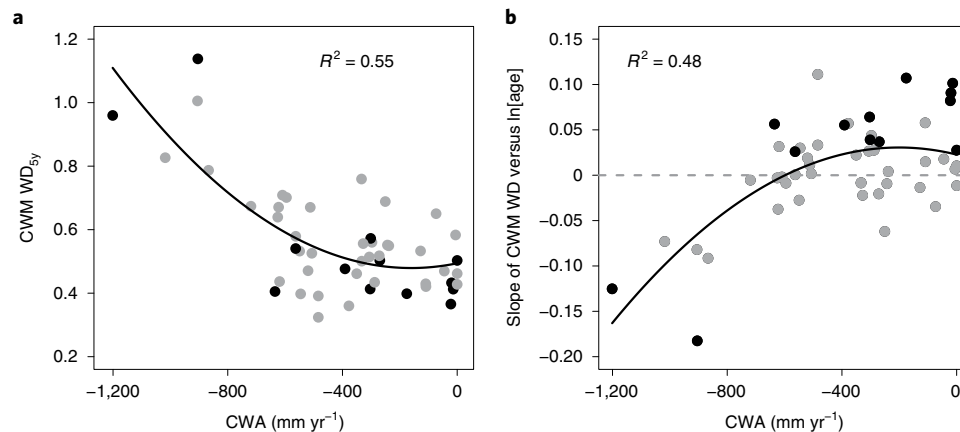 a
1.2
1.0
0.8
0.6
0.4
0.2
CWM WD5y
R2 = 0.55
−1,200
−800
−400
0
CWA (mm yr−1)
b
0.15
0.10
0.05
0
−0.05
−0.10
−0.15
−0.20
Slope of CWM WD versus ln[age]
R2 = 0.48
−1,200
−800
−400
0
CWA (mm yr−1)